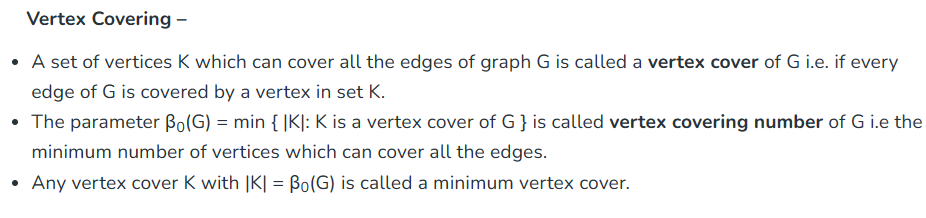 Vertex Covering –
• A set of vertices K which can cover all the edges of graph G is called a vertex cover of G i.e. if every
edge of G is covered by a vertex in set K.
• The parameter β₀(G) = min { |K|: K is a vertex cover of G } is called vertex covering number of G i.e the
minimum number of vertices which can cover all the edges.
• Any vertex cover K with |K| = β₀(G) is called a minimum vertex cover.